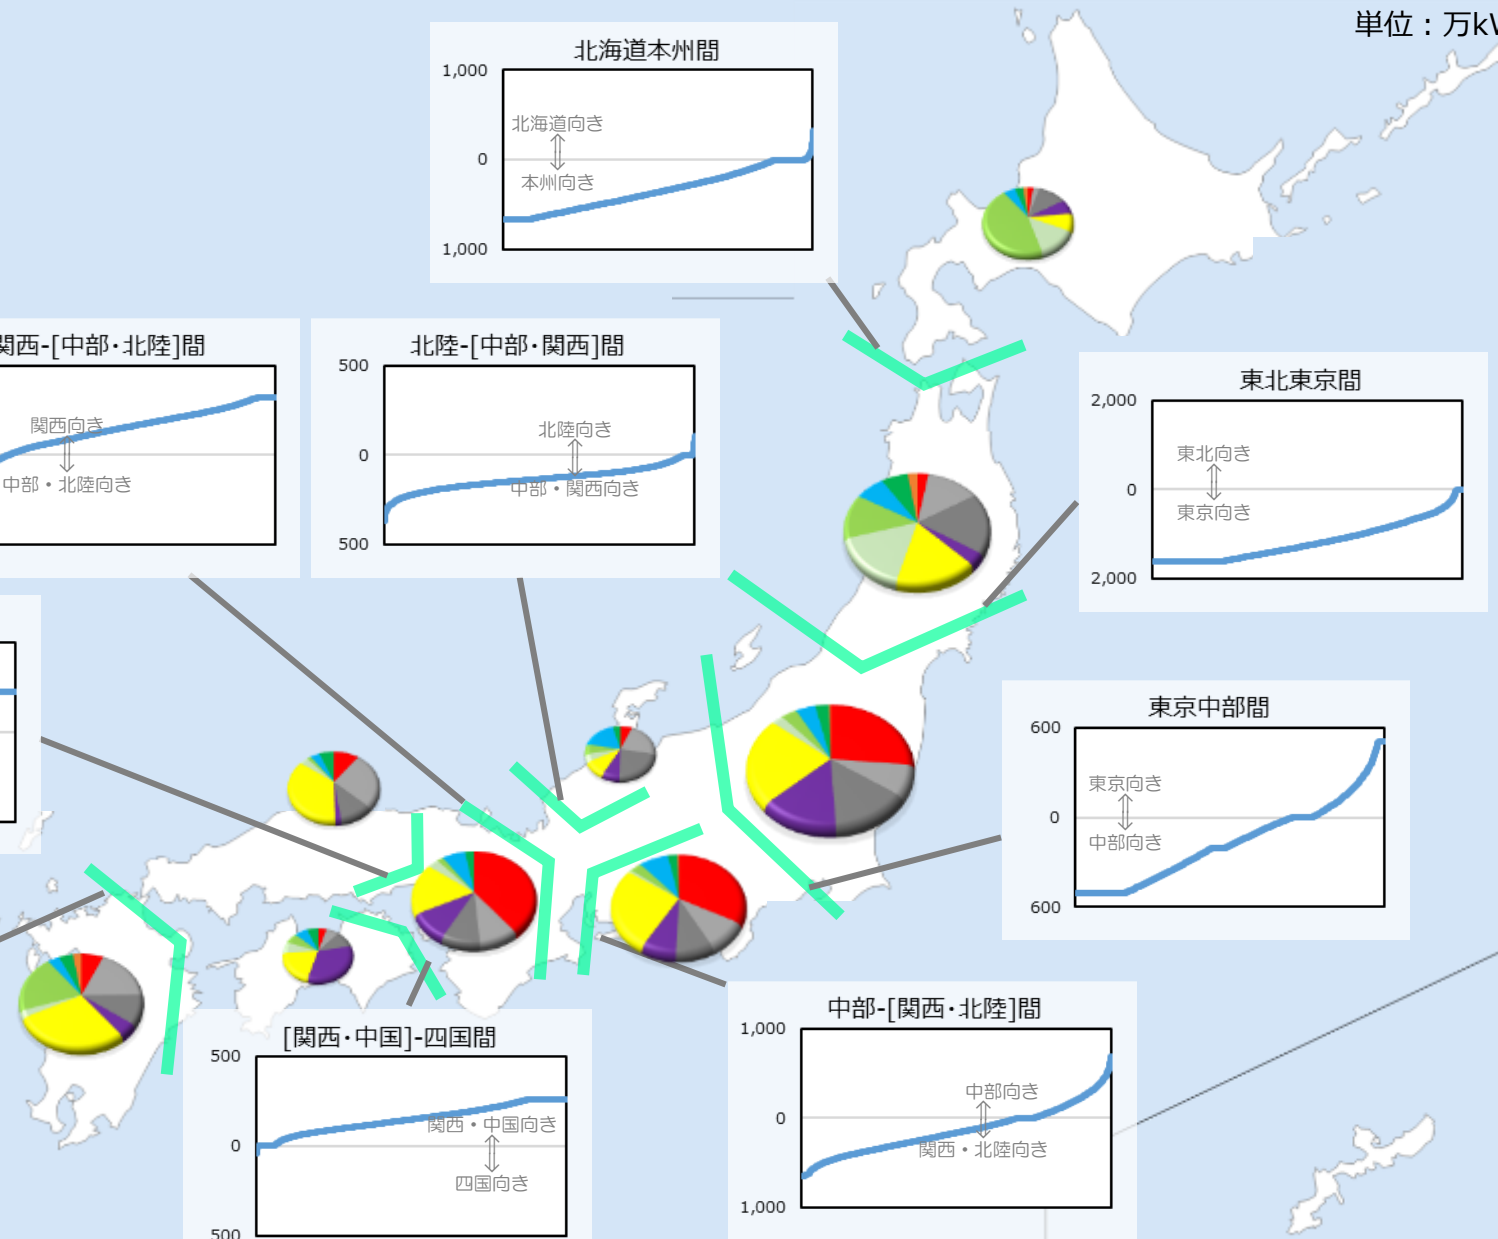 単位：万kW
北海道本州間
1,000
北海道向き
0
本州向き
1,000
関西-[中部・北陸]間
関西向き
中部・北陸向き
北陸-[中部・関西]間
500
北陸向き
0
中部・関西向き
500
東北東京間
2,000
東北向き
0
東京向き
2,000
東京中部間
600
東京向き
0
中部向き
600
[関西・中国]-四国間
500
関西・中国向き
0
四国向き
500
中部-[関西・北陸]間
1,000
中部向き
0
関西・北陸向き
1,000